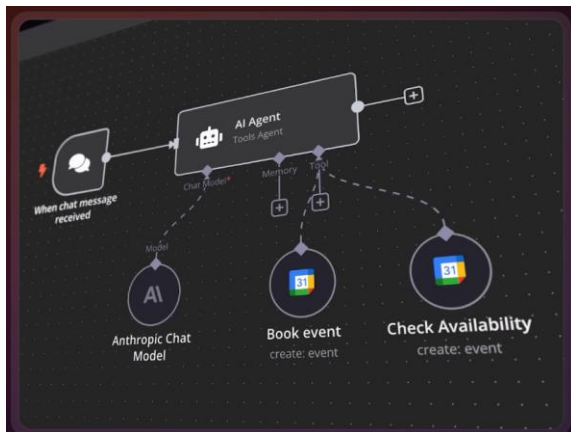 AI Agent
Tools Agent
When chat message
received
Chat Model*
Memory
Tool
Model
AI
31
31
Anthropic Chat
Model
Book event
create: event
Check Availability
create: event